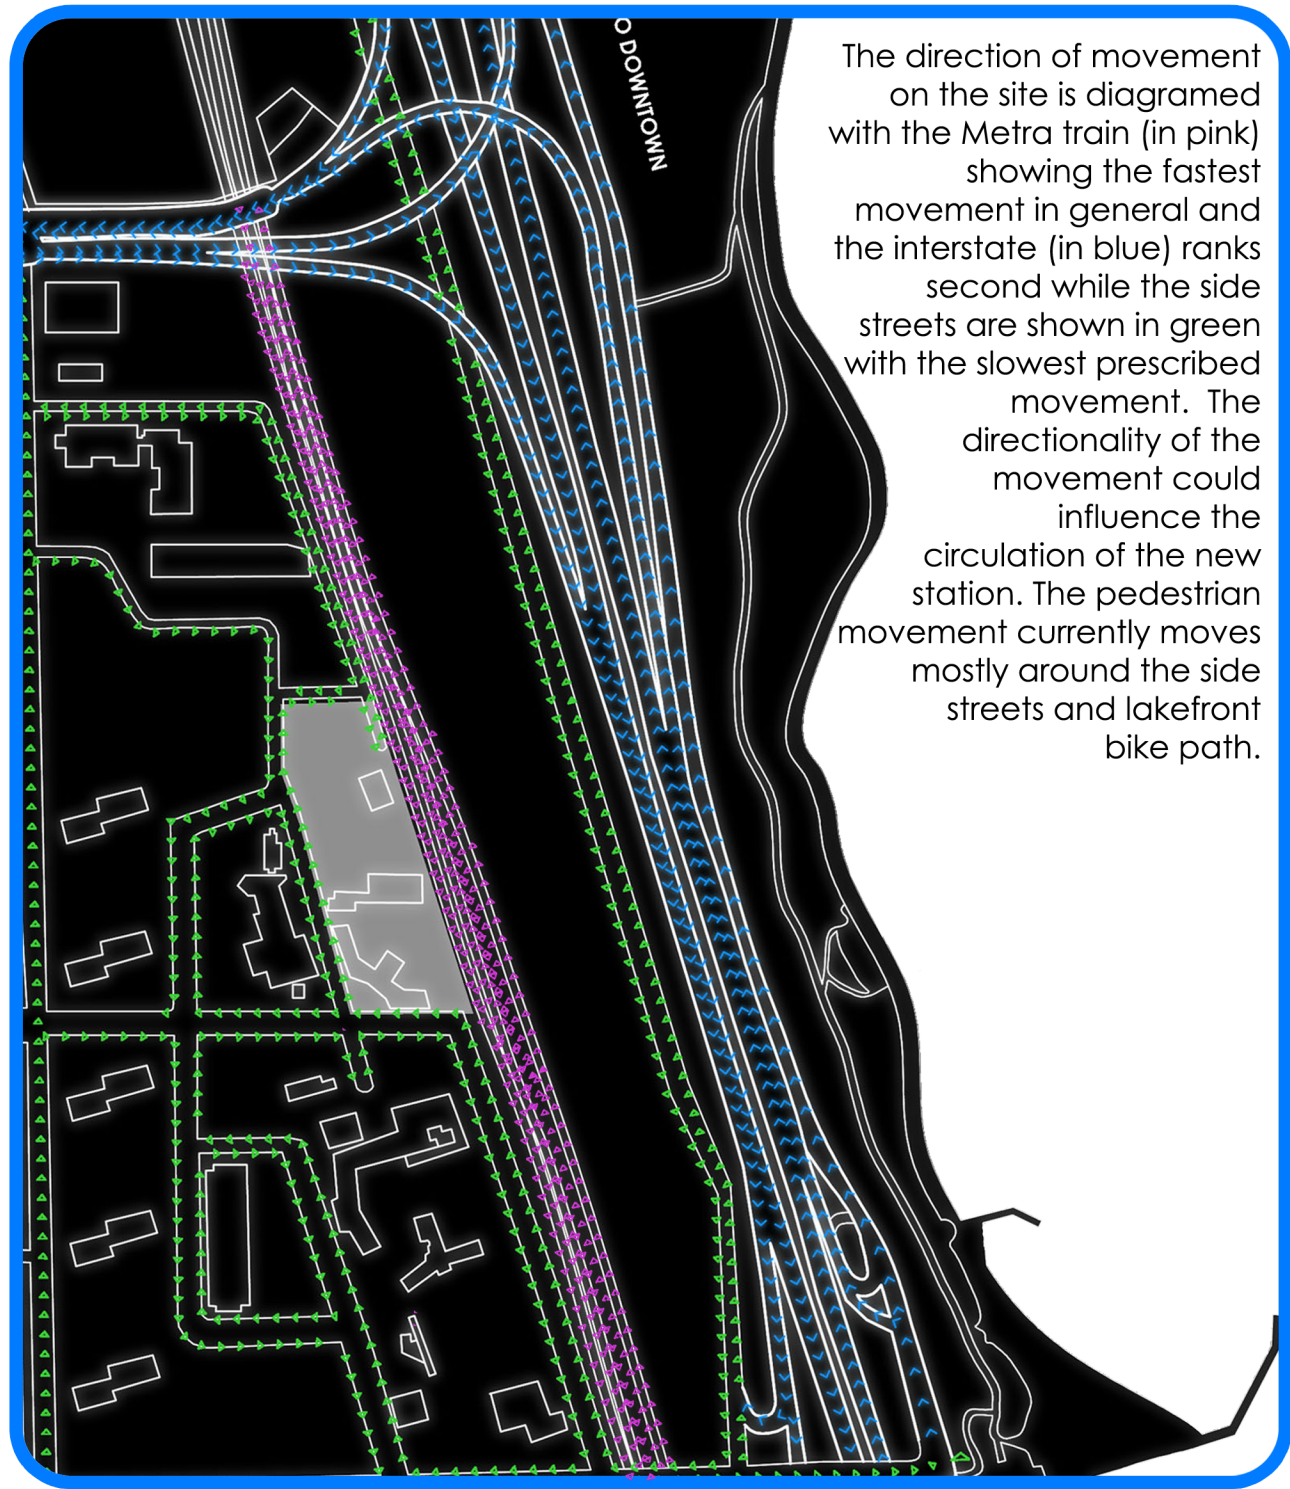 O DOWNTOWN
The direction of movement
on the site is diagramed
with the Metra train (in pink)
showing the fastest
movement in general and
the interstate (in blue) ranks
second while the side
streets are shown in green
with the slowest prescribed
movement.  The
directionality of the
movement could
influence the
circulation of the new
station. The pedestrian
movement currently moves
mostly around the side
streets and lakefront
bike path.